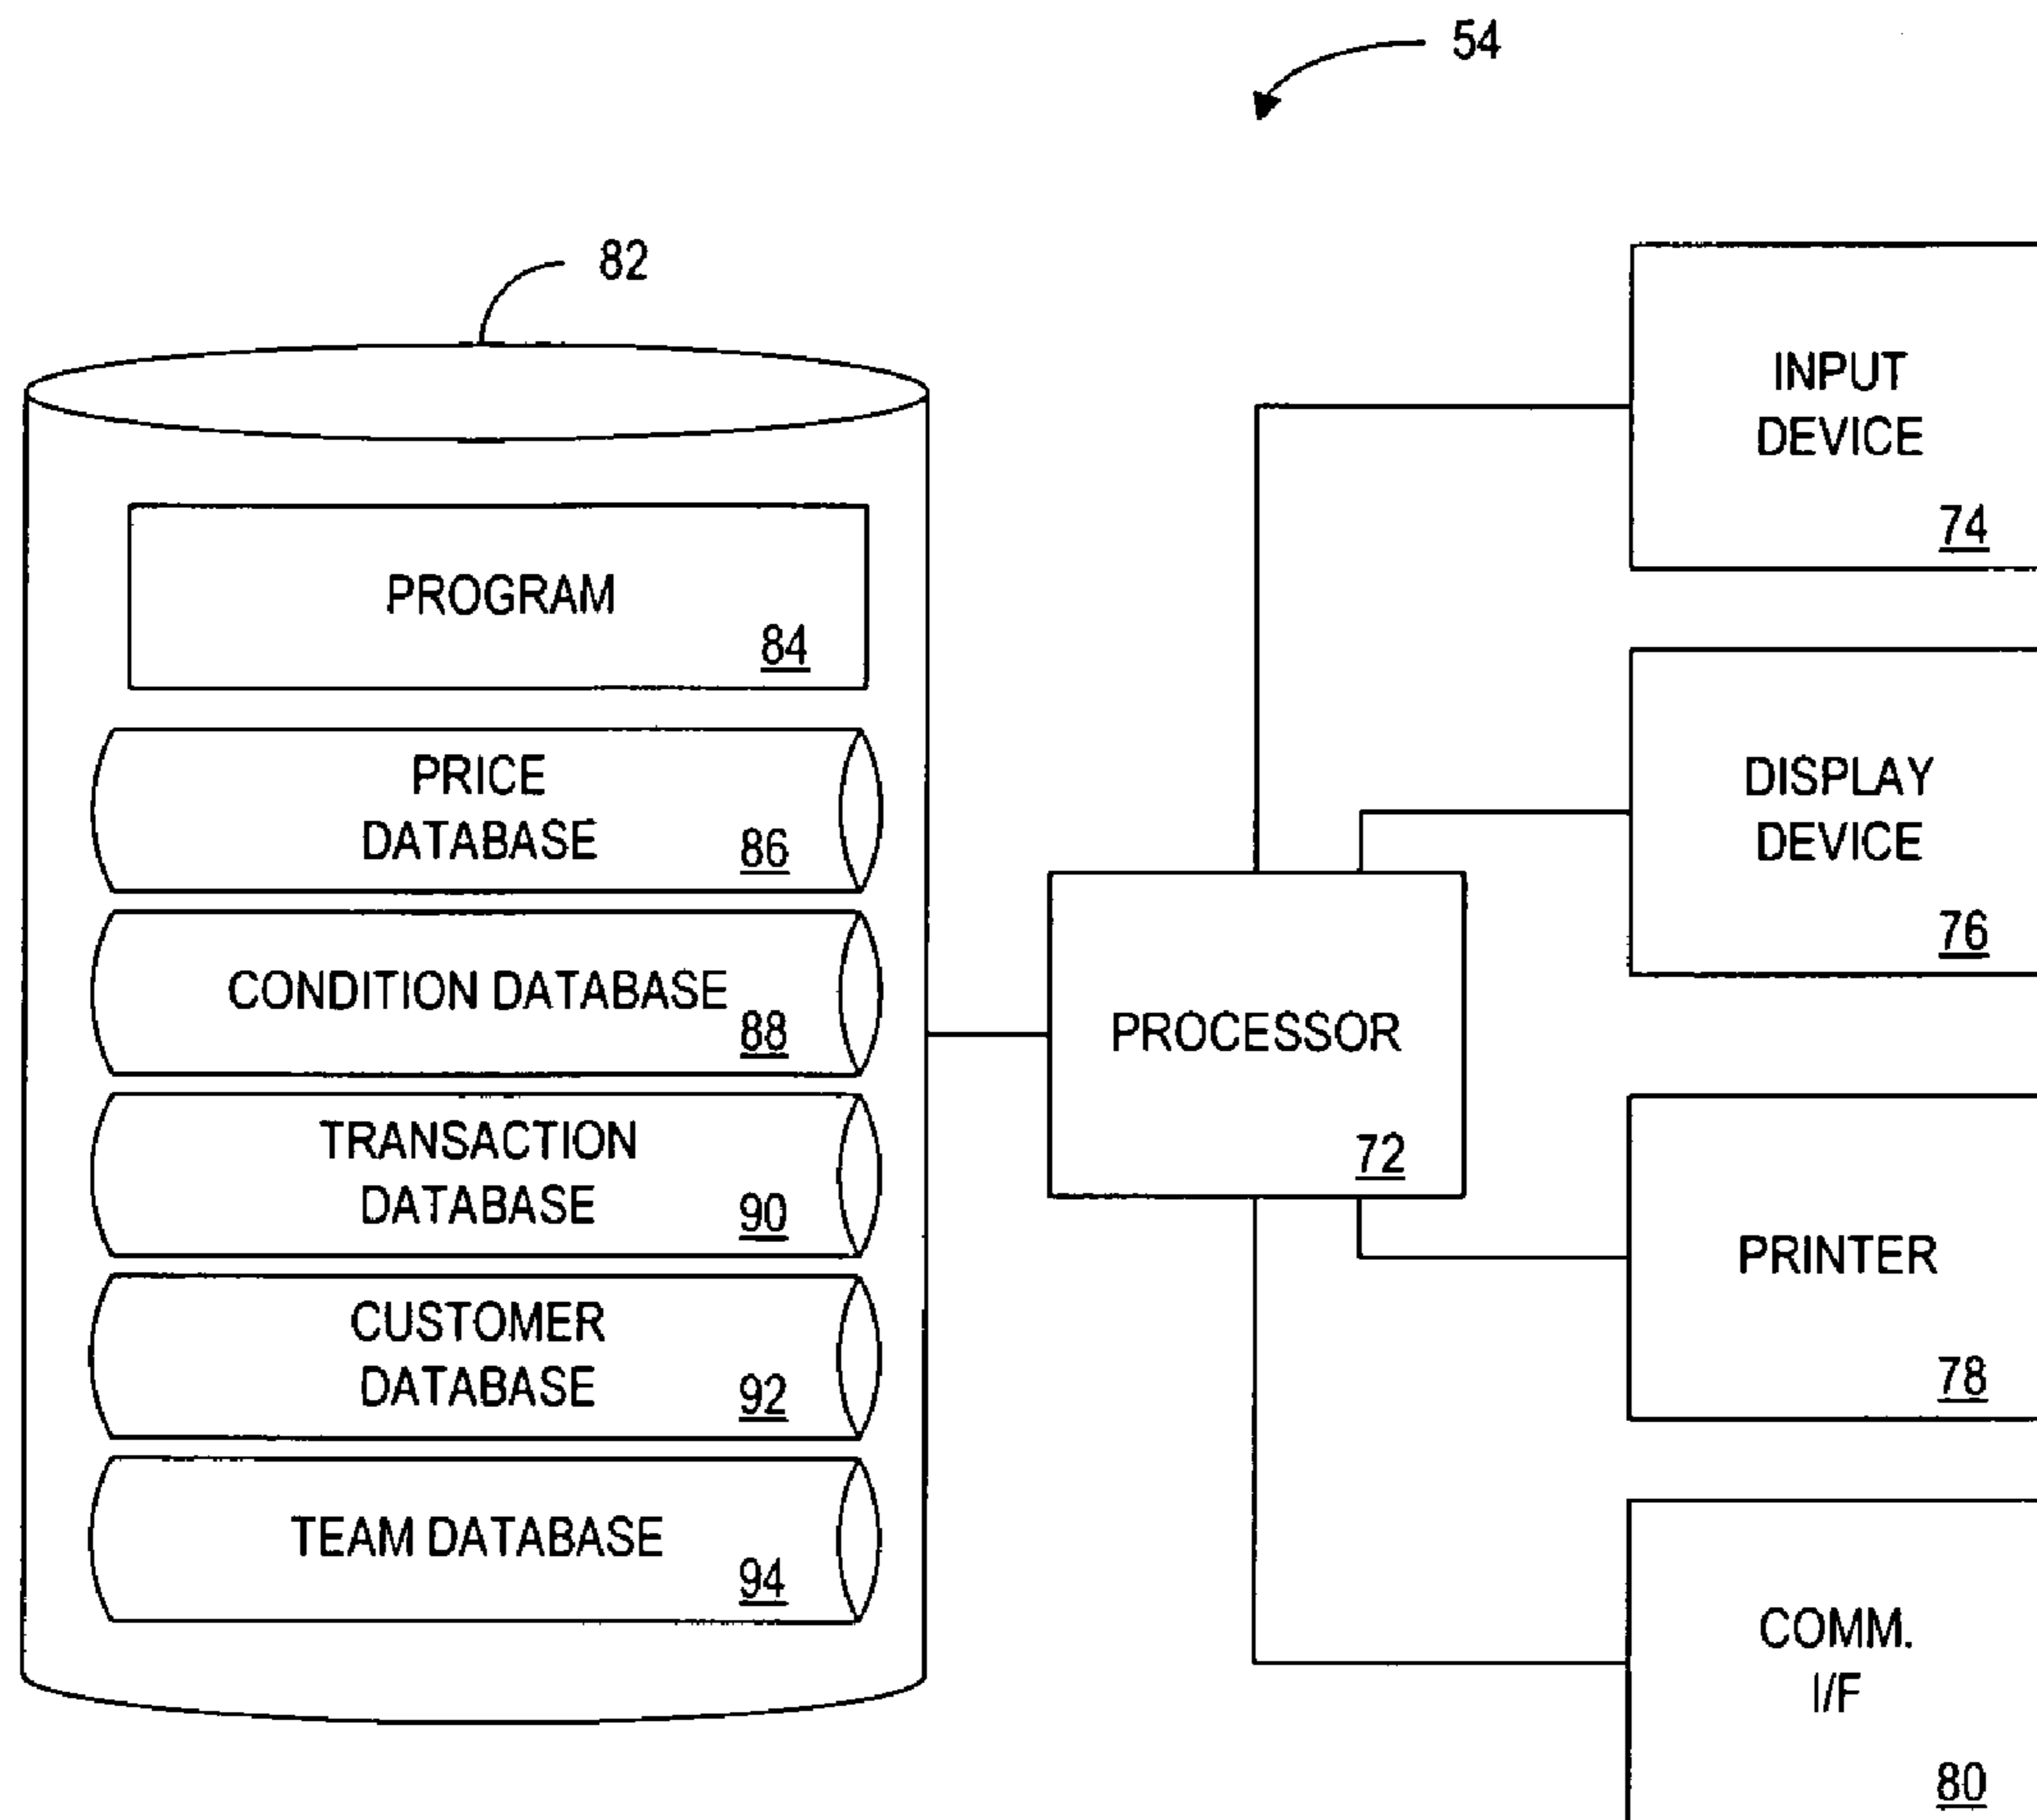 54
82
PROGRAM
84
PRICE
DATABASE
86
CONDITION DATABASE
88
TRANSACTION
DATABASE
90
CUSTOMER
DATABASE
92
TEAM DATABASE
94
PROCESSOR
72
INPUT
DEVICE
74
DISPLAY
DEVICE
76
PRINTER
78
COMM.
I/F
80